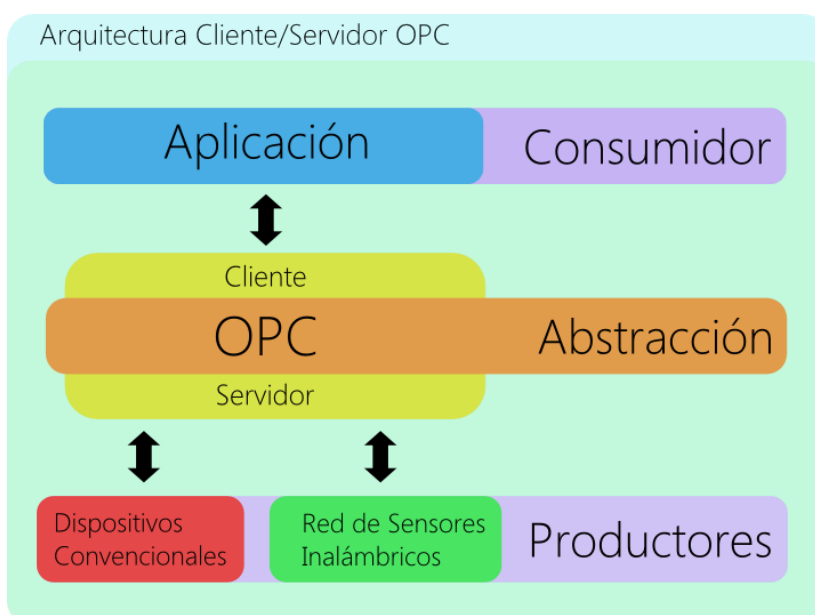 Arquitectura Cliente/Servidor OPC
Aplicación
Consumidor
Cliente
OPC
Abstracción
Servidor
Dispositivos
Convencionales
Red de Sensores
Inalámbricos
Productores